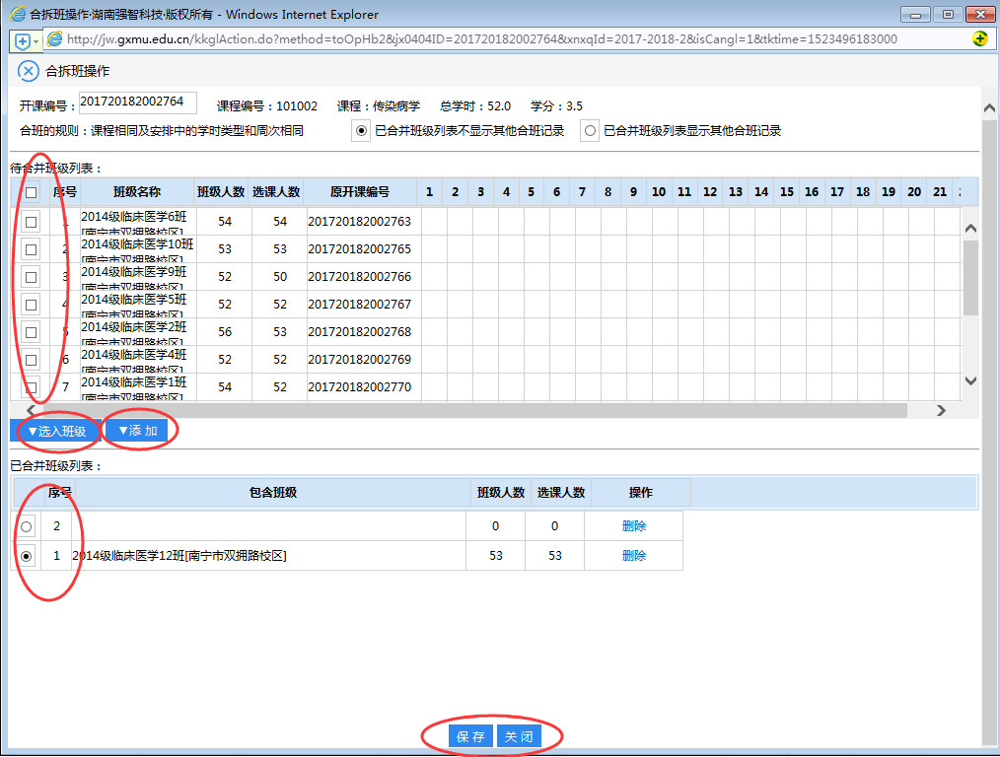 合拆班操作·湖南强智科技·版权所有 - Windows Internet Explorer
http://jw.gxmu.edu.cn/kkglAction.do?method=toOpHb2&jx0404ID=201720182002764&xnxqId=2017-2018-2&isCangl=1&tktime=1523496183000
合拆班操作
开课编号：201720182002764 课程编号：101002 课程：传染病学 总学时：52.0 学分：3.5
合班的规则：课程相同及安排中的学时类型和周次相同 已合并班级列表不显示其他合班记录 已合并班级列表显示其他合班记录
待合并班级列表：
序号 班级名称 班级人数 选课人数 原开课编号 1 2 3 4 5 6 7 8 9 10 11 12 13 14 15 16 17 18 19 20 21
1 2014级临床医学6班 54 54 201720182002763
[南宁市双拥路校区]
2 2014级临床医学10班 53 53 201720182002765
[南宁市双拥路校区]
3 2014级临床医学9班 52 50 201720182002766
[南宁市双拥路校区]
4 2014级临床医学5班 52 52 201720182002767
[南宁市双拥路校区]
5 2014级临床医学2班 56 53 201720182002768
[南宁市双拥路校区]
6 2014级临床医学4班 52 52 201720182002769
[南宁市双拥路校区]
7 2014级临床医学1班 54 52 201720182002770
[南宁市双拥路校区]
▼选入班级 ▼添 加
已合并班级列表：
序号 包含班级 班级人数 选课人数 操作
2 0 0 删除
1 2014级临床医学12班[南宁市双拥路校区] 53 53 删除
保 存 关 闭